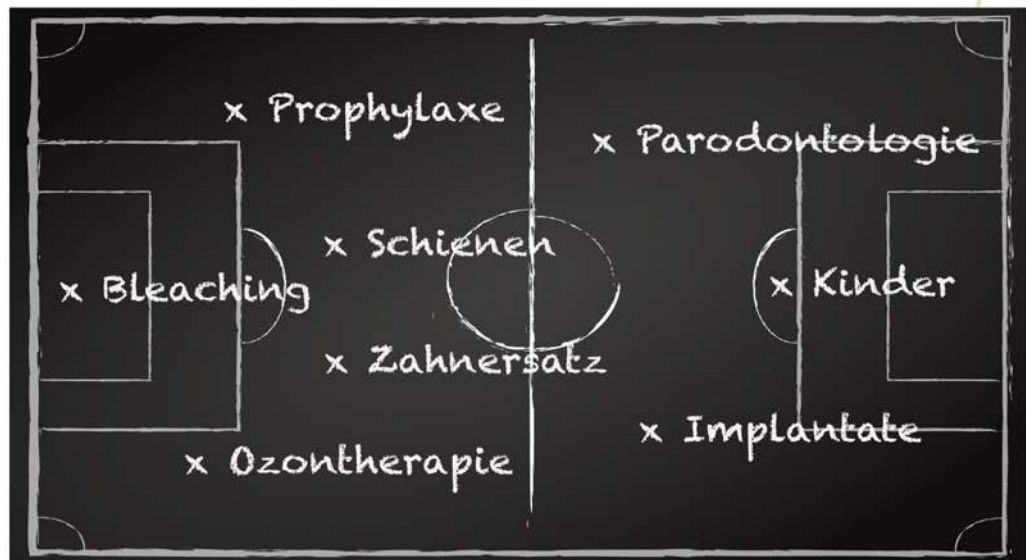 x Prophylaxe
x Parodontologie
x Schienen
x Bleaching
x Kinder
x Zahnersatz
x Implantate
x Ozontherapie